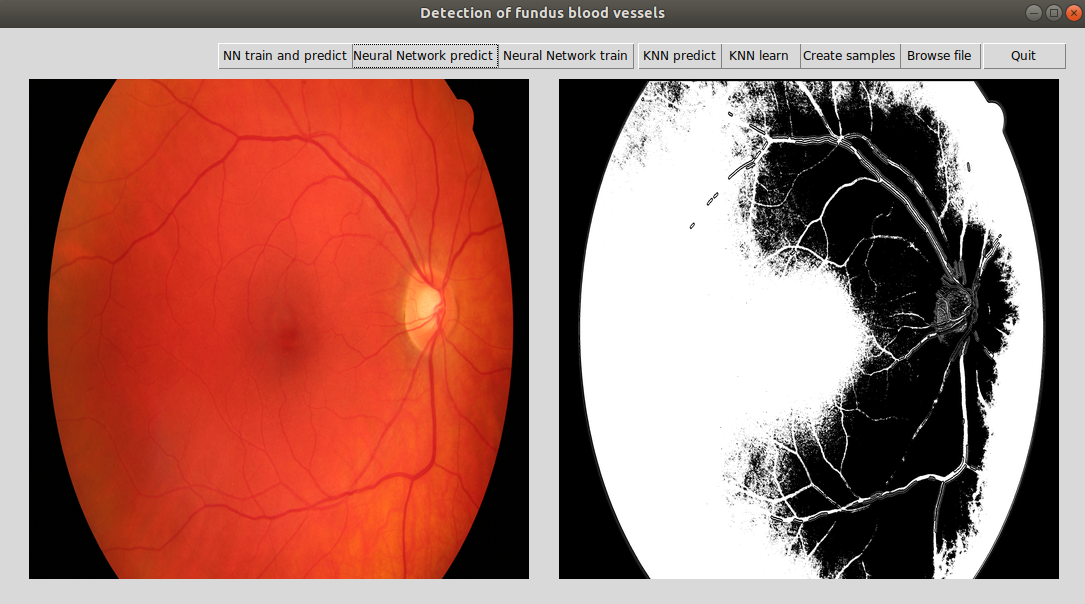 Detection of fundus blood vessels
NN train and predict Neural Network predict Neural Network train KNN predict KNN learn Create samples Browse file Quit